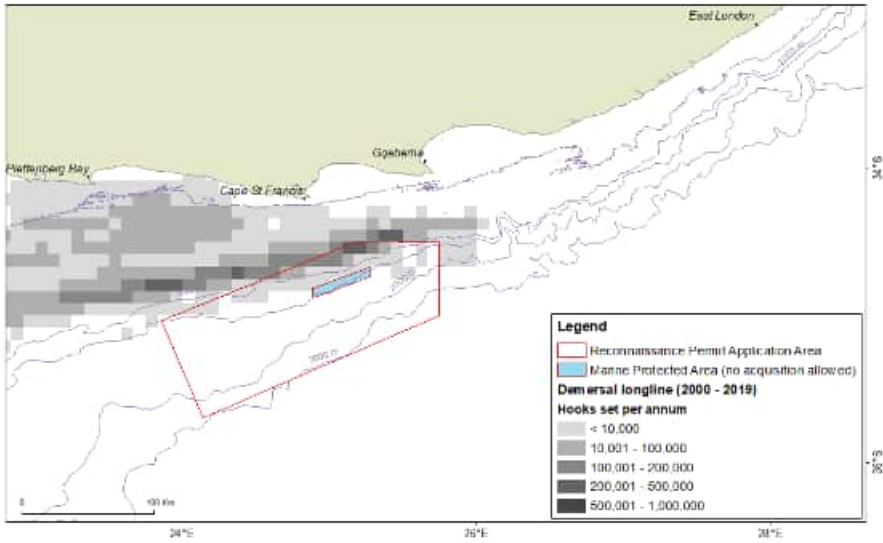 East London
Plettenberg Bay
Cape St Francis
Gqeberha
34°S
3000 m
36°S
Legend
Reconnaissance Permit Application Area
Marine Protected Area (no acquisition allowed)
Demersal longline (2000 - 2019)
Hooks set per annum
< 10,000
10,001 - 100,000
100,001 - 200,000
200,001 - 500,000
500,001 - 1,000,000
0 100 Km
24°E 26°E 28°E